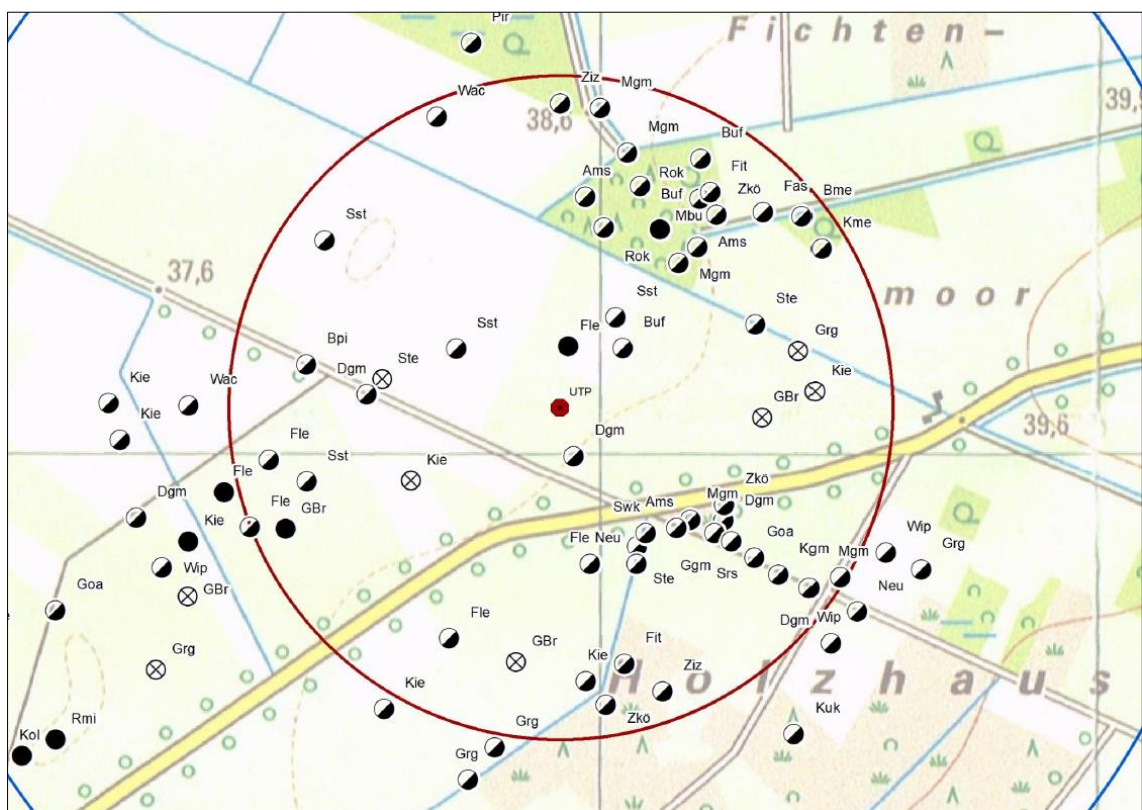 Pir
Fichten-
Ziz
Mgm
Wac
38,6
39,9
Mgm
Buf
Ams
Rok
Fit
Buf
Zkö
Fas
Bme
Mbu
Kme
Sst
Rok
Ams
Mgm
37,6
moor
Sst
Ste
Buf
Sst
Fle
Grg
Bpi
Ste
Dgm
Kie
Kie
Wac
UTP
GBr
Kie
39,6
Dgm
Fle
Sst
Kie
Fle
Zkö
Dgm
Fle
GBr
Swk
Ams
Mgm
Dgm
Kie
Goa
Wip
Fle
Neu
Wip
Grg
Ggm
Srs
Kgm
Mgm
Ste
Neu
GBr
Goa
Dgm
Wip
Fle
GBr
Fit
Grg
Kie
Ziz
Holzhaus
Kie
Zkö
Kuk
Grg
Rmi
Kol
Grg